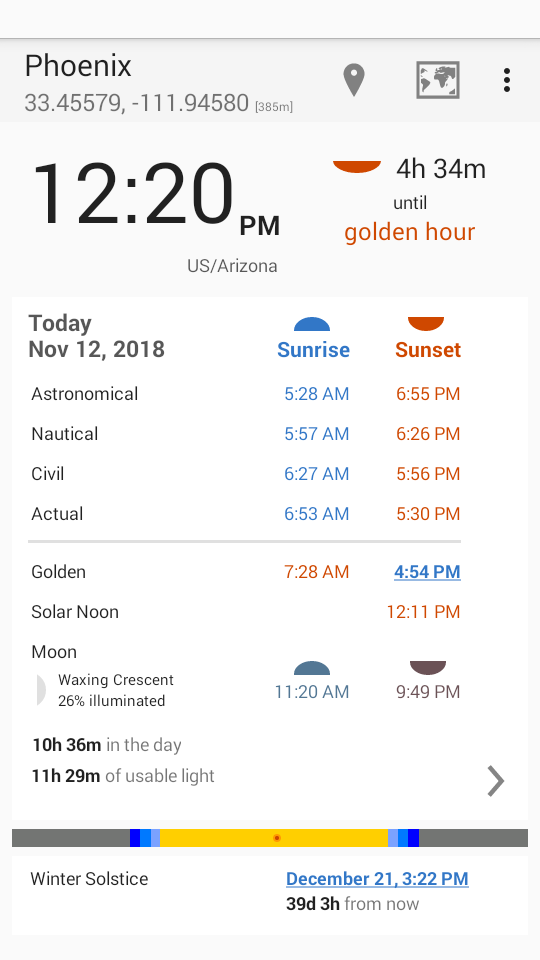 Phoenix
33.45579, -111.94580 [385m]
12:20 PM
US/Arizona
4h 34m
until
golden hour
Today
Nov 12, 2018
Sunrise Sunset
Astronomical 5:28 AM 6:55 PM
Nautical 5:57 AM 6:26 PM
Civil 6:27 AM 5:56 PM
Actual 6:53 AM 5:30 PM
Golden 7:28 AM 4:54 PM
Solar Noon 12:11 PM
Moon
Waxing Crescent
26% illuminated
11:20 AM 9:49 PM
10h 36m in the day
11h 29m of usable light
Winter Solstice December 21, 3:22 PM
39d 3h from now